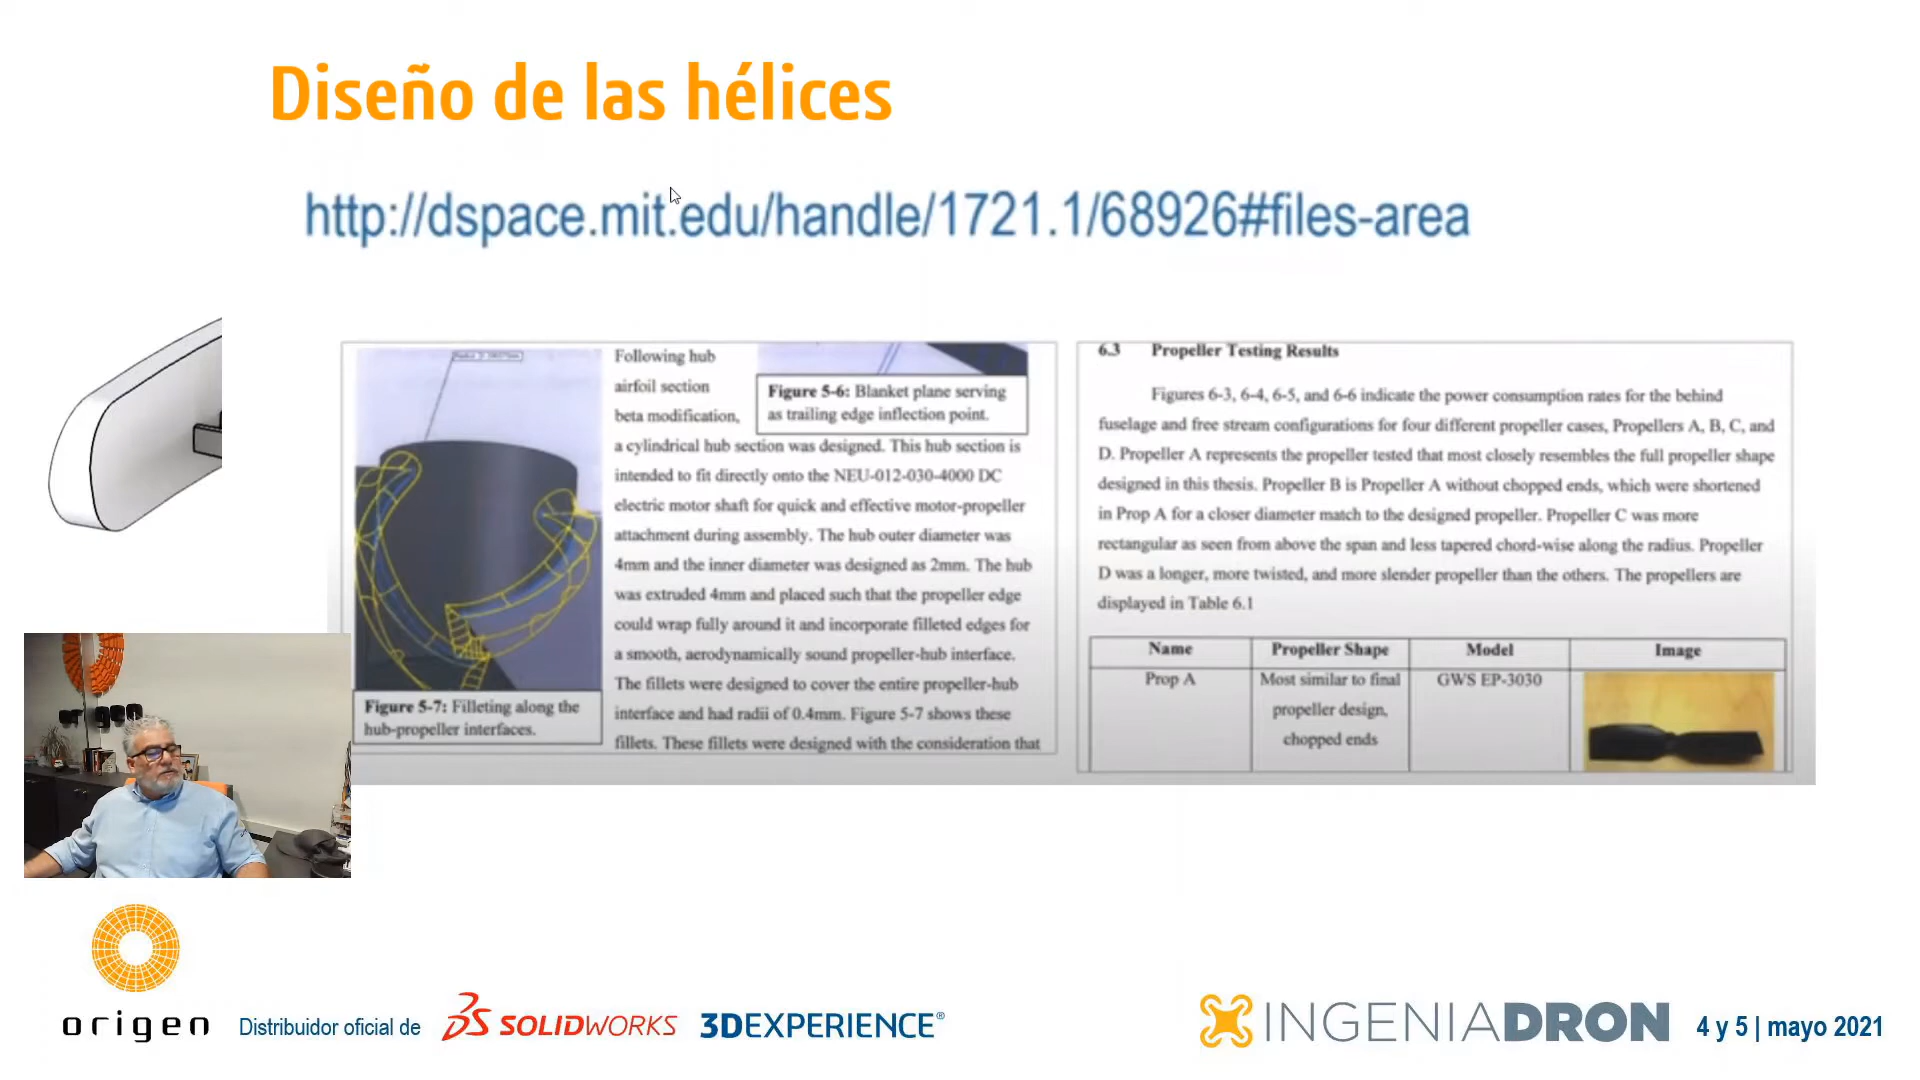 Diseño de las hélices
http://dspace.mit.edu/handle/1721.1/68926#files-area
Following hub
airfoil section
beta modification,
Figure 5-6: Blanket plane serving
as trailing edge inflection point.
a cylindrical hub section was designed. This hub section is
intended to fit directly onto the NEU-012-030-4000 DC
electric motor shaft for quick and effective motor-propeller
attachment during assembly. The hub outer diameter was
4mm and the inner diameter was designed as 2mm. The hub
was extruded 4mm and placed such that the propeller edge
could wrap fully around it and incorporate filleted edges for
a smooth, aerodynamically sound propeller-hub interface.
The fillets were designed to cover the entire propeller-hub
interface and had radii of 0.4mm. Figure 5-7 shows these
fillets. These fillets were designed with the consideration that
Figure 5-7: Filleting along the
hub-propeller interfaces.
6.3 Propeller Testing Results
Figures 6-3, 6-4, 6-5, and 6-6 indicate the power consumption rates for the behind
fuselage and free stream configurations for four different propeller cases, Propellers A, B, C, and
D. Propeller A represents the propeller tested that most closely resembles the full propeller shape
designed in this thesis. Propeller B is Propeller A without chopped ends, which were shortened
in Prop A for a closer diameter match to the designed propeller. Propeller C was more
rectangular as seen from above the span and less tapered chord-wise along the radius. Propeller
D was a longer, more twisted, and more slender propeller than the others. The propellers are
displayed in Table 6.1
Name Propeller Shape Model Image
Prop A Most similar to final GWS EP-3030
propeller design,
chopped ends
origen Distribuidor oficial de SOLIDWORKS 3DEXPERIENCE®
INGENIADRON 4 y 5 | mayo 2021